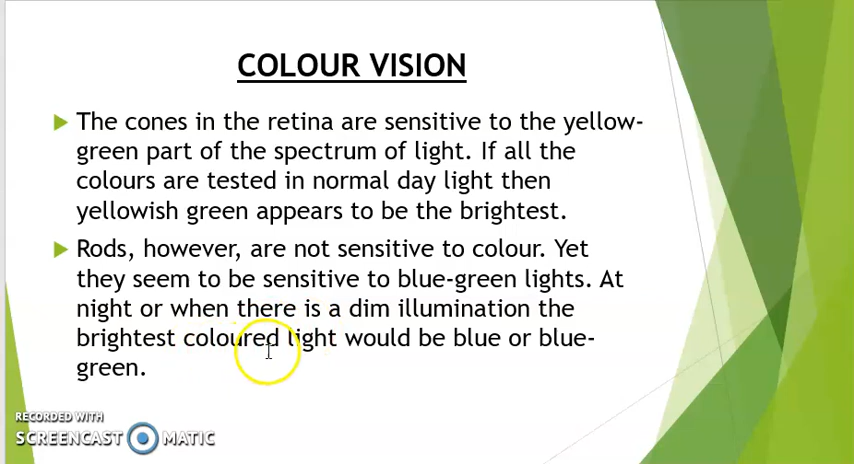 COLOUR VISION
The cones in the retina are sensitive to the yellow-
green part of the spectrum of light. If all the
colours are tested in normal day light then
yellowish green appears to be the brightest.
Rods, however, are not sensitive to colour. Yet
they seem to be sensitive to blue-green lights. At
night or when there is a dim illumination the
brightest coloured light would be blue or blue-
green.
RECORDED WITH
SCREENCAST MATIC